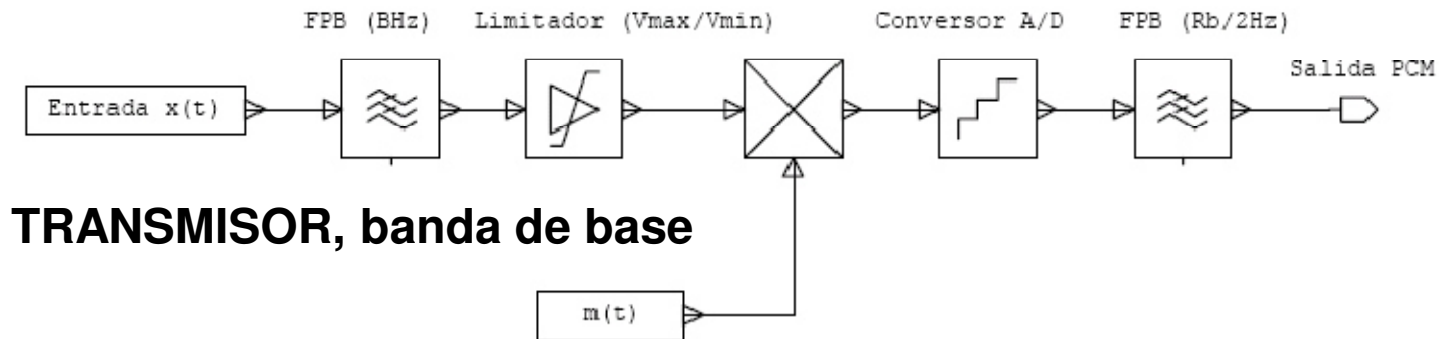 FPB (BHz) Limitador (Vmax/Vmin) Conversor A/D FPB (Rb/2Hz)
Salida PCM
Entrada x(t)
TRANSMISOR, banda de base
m(t)